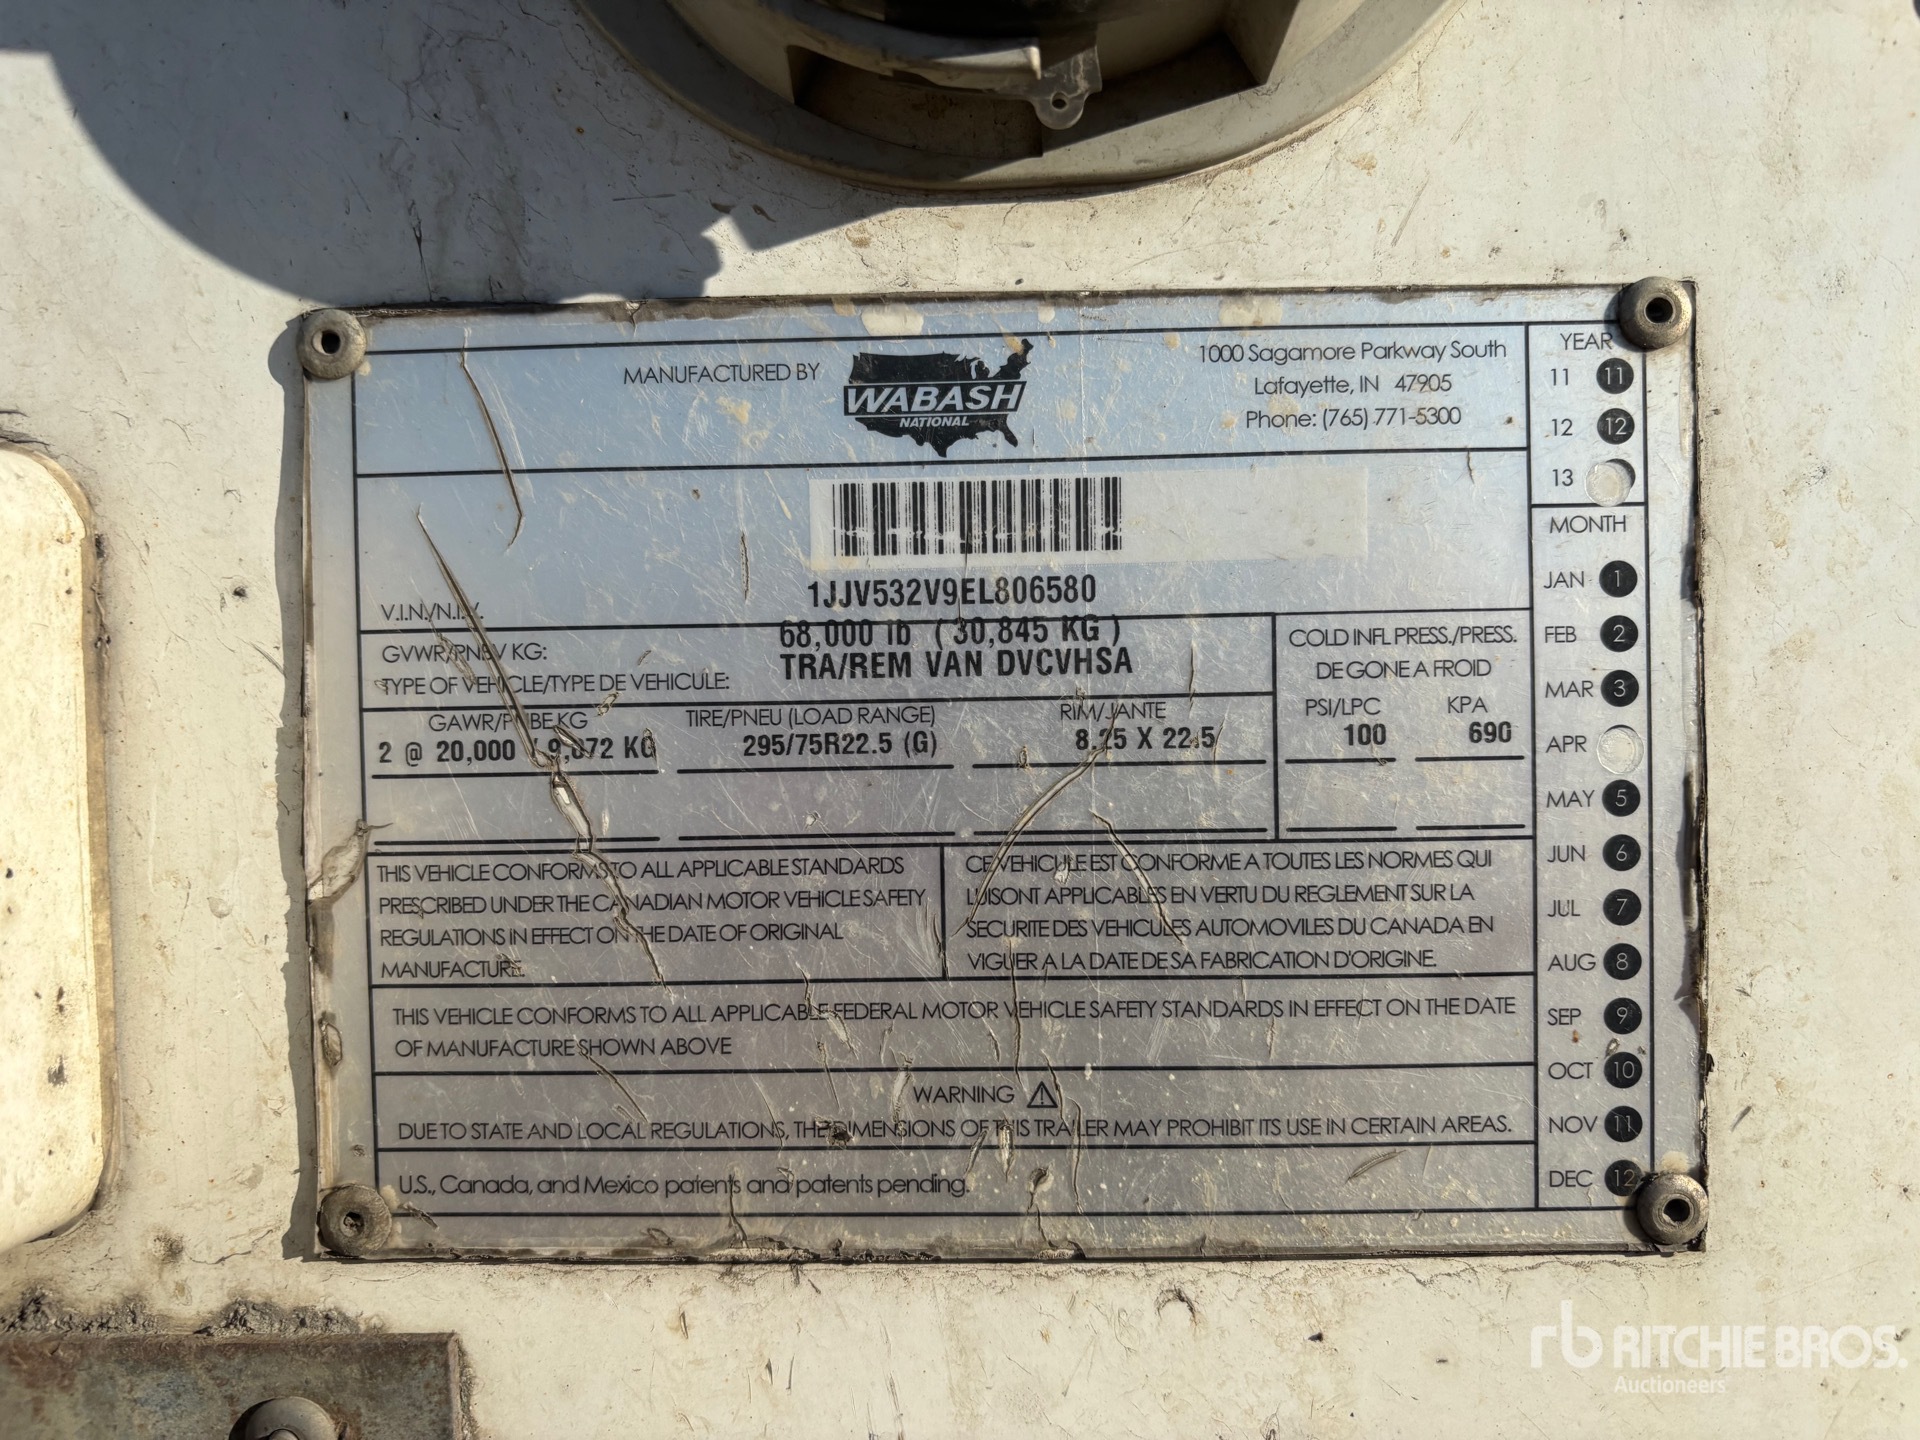 MANUFACTURED BY
WABASH
NATIONAL
1000 Sagamore Parkway South
Lafayette, IN 47905
Phone: (765) 771-5300
YEAR
11 11
12 12
13
MONTH
JAN 1
FEB 2
MAR 3
APR
MAY 5
JUN 6
JUL 7
AUG 8
SEP 9
OCT 10
NOV 11
DEC 12
V.I.N./N.I.V. 1JJV532V9EL806580
GVWR/PNBV KG: 68,000 lb ( 30,845 KG )
TYPE OF VEHICLE/TYPE DE VEHICULE: TRA/REM VAN DVCVHSA
COLD INFL PRESS./PRESS.
DE GONE A FROID
GAWR/PNBE KG TIRE/PNEU (LOAD RANGE) RIM/JANTE PSI/LPC KPA
2 @ 20,000 / 9,072 KG 295/75R22.5 (G) 8.25 X 22.5 100 690
THIS VEHICLE CONFORMS TO ALL APPLICABLE STANDARDS
PRESCRIBED UNDER THE CANADIAN MOTOR VEHICLE SAFETY
REGULATIONS IN EFFECT ON THE DATE OF ORIGINAL
MANUFACTURE.
CE VEHICULE EST CONFORME A TOUTES LES NORMES QUI
LUISONT APPLICABLES EN VERTU DU REGLEMENT SUR LA
SECURITE DES VEHICULES AUTOMOVILES DU CANADA EN
VIGUER A LA DATE DE SA FABRICATION D'ORIGINE.
THIS VEHICLE CONFORMS TO ALL APPLICABLE FEDERAL MOTOR VEHICLE SAFETY STANDARDS IN EFFECT ON THE DATE
OF MANUFACTURE SHOWN ABOVE
WARNING
DUE TO STATE AND LOCAL REGULATIONS, THE DIMENSIONS OF THIS TRAILER MAY PROHIBIT ITS USE IN CERTAIN AREAS.
U.S., Canada, and Mexico patents and patents pending.
rb RITCHIE BROS.
Auctioneers